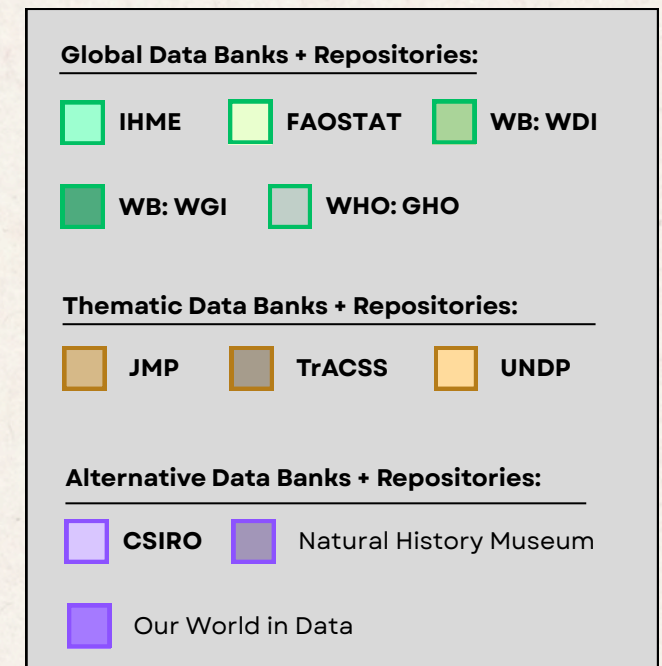 Global Data Banks + Repositories:
IHME FAOSTAT WB: WDI
WB: WGI WHO: GHO
Thematic Data Banks + Repositories:
JMP TrACSS UNDP
Alternative Data Banks + Repositories:
CSIRO Natural History Museum
Our World in Data